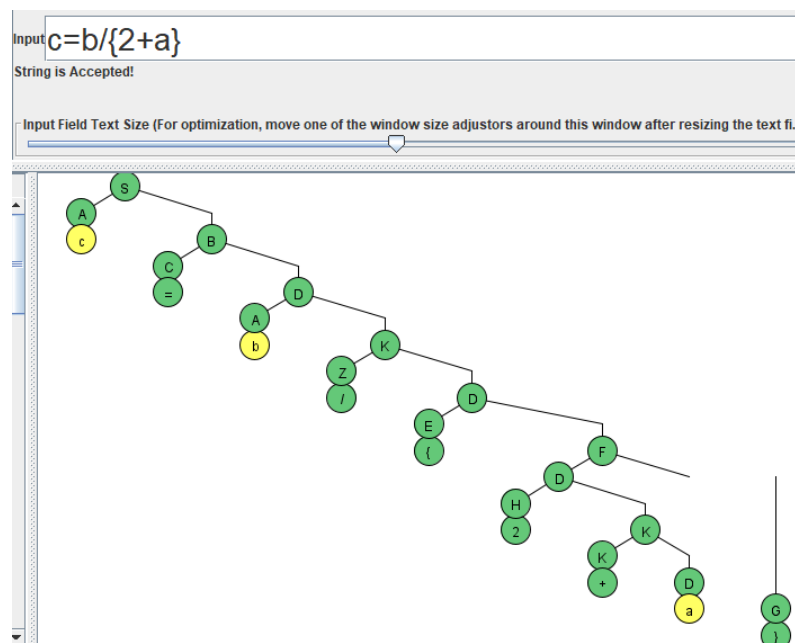 Input c=b/{2+a}
String is Accepted!
Input Field Text Size (For optimization, move one of the window size adjustors around this window after resizing the text fi...
S
A
c
B
C
=
D
A
b
K
Z
/
D
E
{
F
D
H
2
K
K
+
D
a
G
}